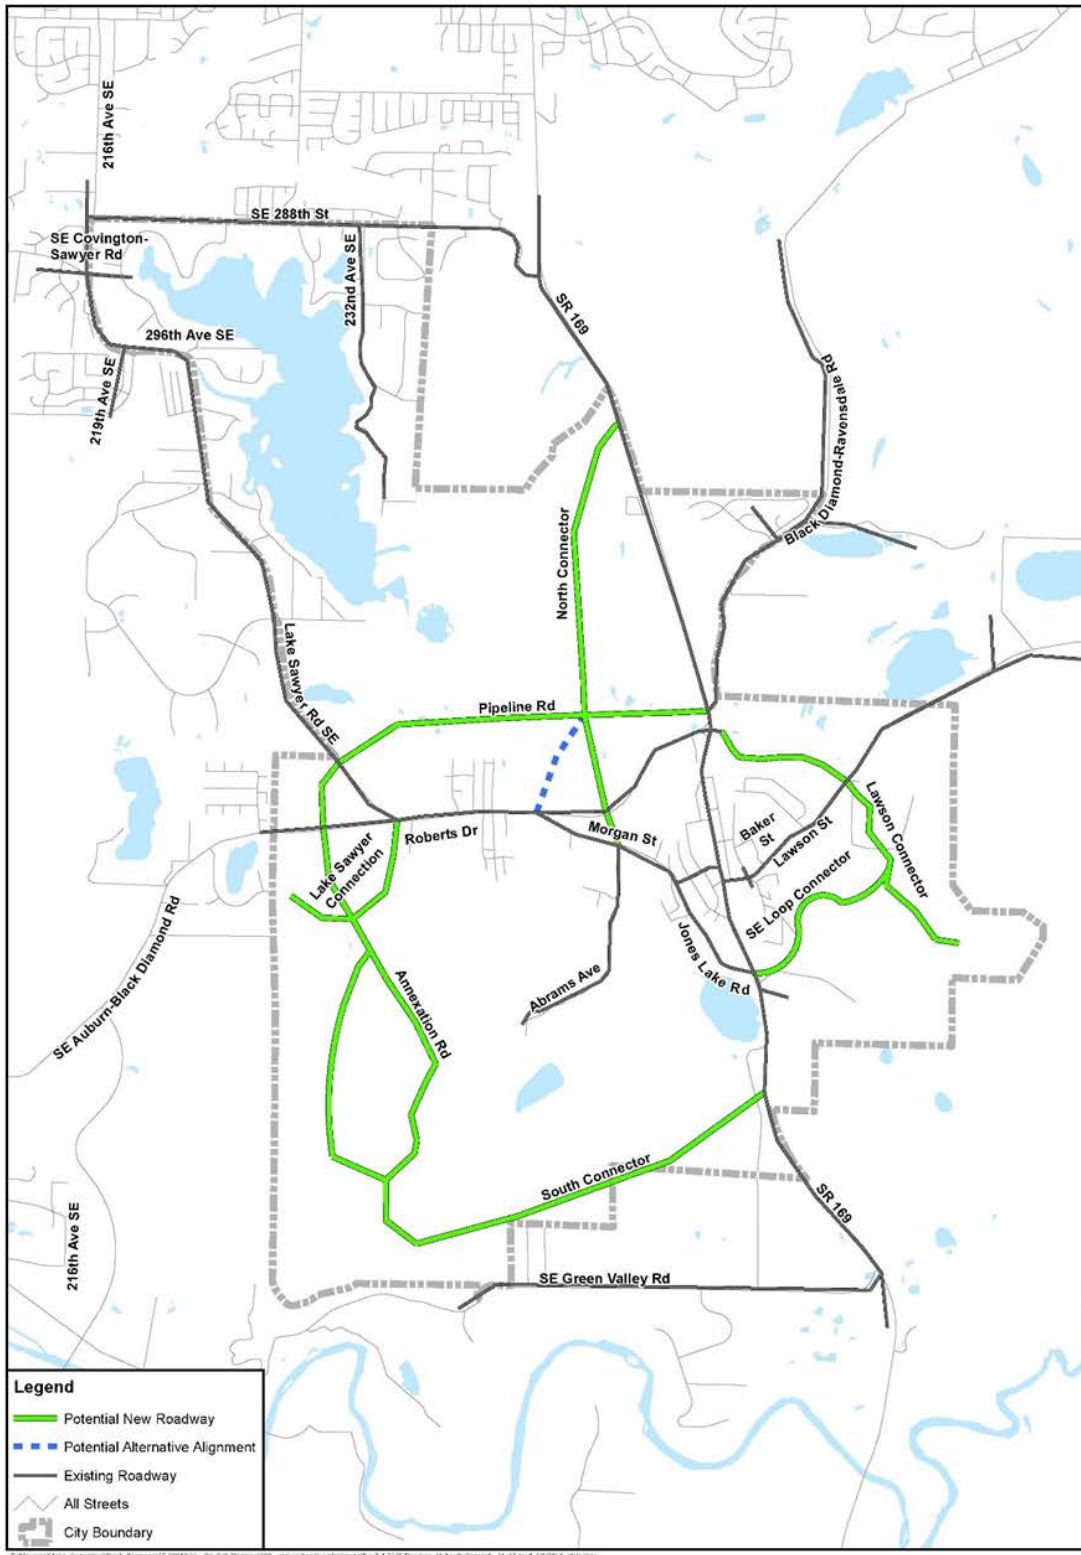 216th Ave SE
SE 288th St
SE Covington-
Sawyer Rd
232nd Ave SE
SR 169
296th Ave SE
219th Ave SE
Black Diamond-Ravensdale Rd
North Connector
Lake Sawyer Rd SE
Pipeline Rd
Lawson Connector
Baker
St
Morgan St
Roberts Dr
Lawson St
Lake Sawyer
Connection
SE Loop Connector
SE Auburn-Black Diamond Rd
Jones Lake Rd
Abrams Ave
Annexation Rd
South Connector
SR 169
216th Ave SE
SE Green Valley Rd
Legend
Potential New Roadway
Potential Alternative Alignment
Existing Roadway
All Streets
City Boundary